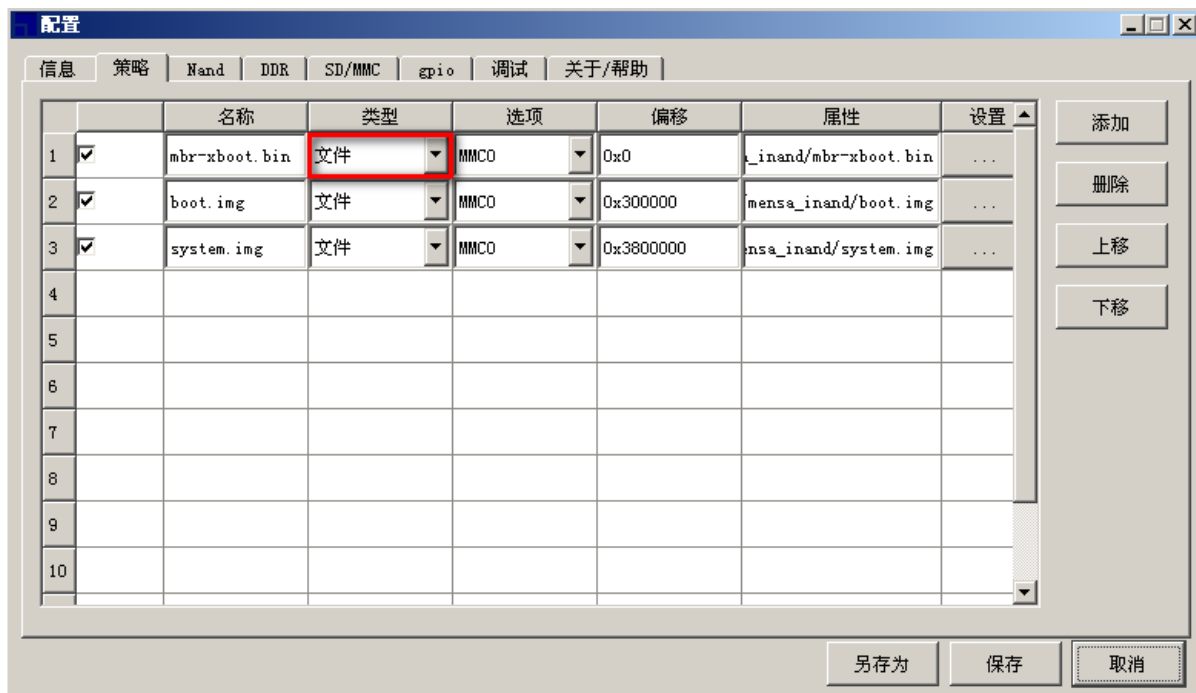 配置
信息 策略 Nand DDR SD/MMC gpio 调试 关于/帮助
名称 类型 选项 偏移 属性 设置
1 mbr-xboot.bin 文件 MMC0 0x0 _inand/mbr-xboot.bin ...
2 boot.img 文件 MMC0 0x300000 mensa_inand/boot.img ...
3 system.img 文件 MMC0 0x3800000 nsa_inand/system.img ...
4
5
6
7
8
9
10
添加
删除
上移
下移
另存为 保存 取消